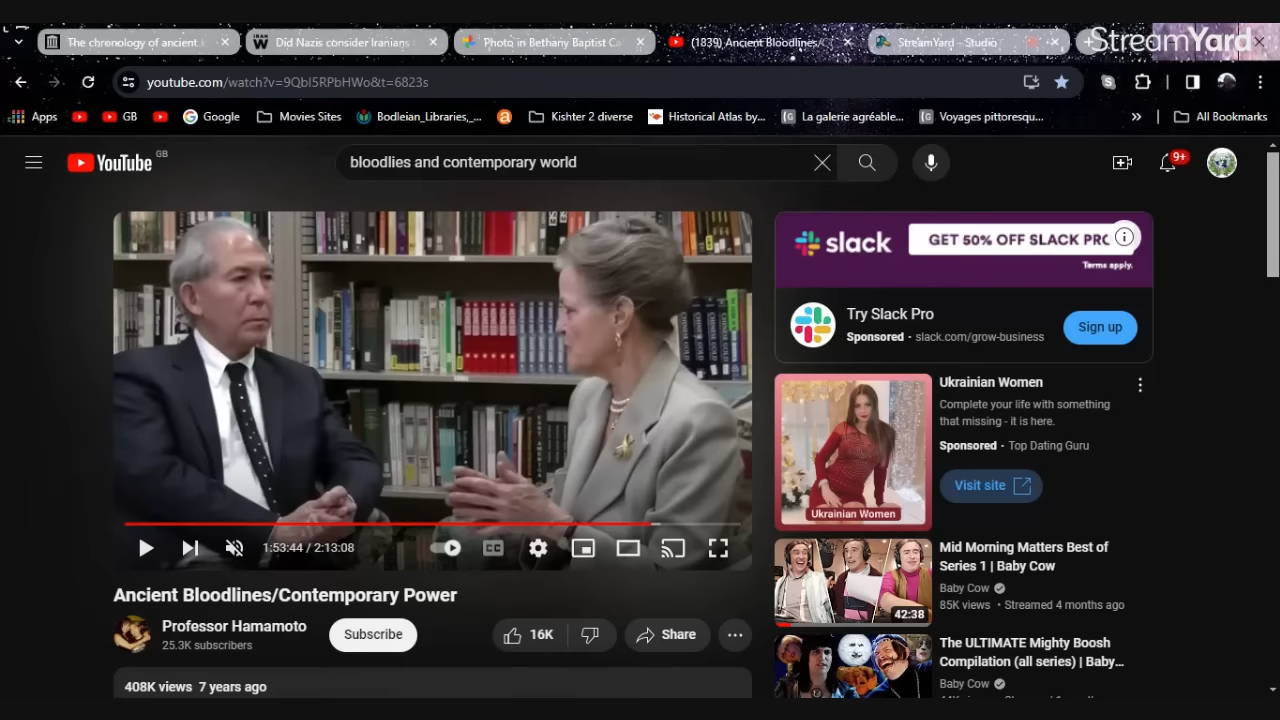 The chronology of ancient
Did Nazis consider Iranians
Photo in Bethany Baptist Ca
(1839) Ancient Bloodlines/C
StreamYard - Studio
StreamYard
youtube.com/watch?v=9QbI5RPbHWo&t=6823s
Apps
GB
Google
Movies Sites
Bodleian_Libraries,_...
Kishter 2 diverse
Historical Atlas by...
La galerie agréable...
Voyages pittoresqu...
»
All Bookmarks
YouTube GB
bloodlies and contemporary world
9+
slack
GET 50% OFF SLACK PRO
Terms apply.
Try Slack Pro
Sponsored · slack.com/grow-business
Sign up
Ukrainian Women
Complete your life with something
that missing - it is here.
Sponsored · Top Dating Guru
Visit site
Ukrainian Women
1:53:44 / 2:13:08
CC
Mid Morning Matters Best of
Series 1 | Baby Cow
Baby Cow
85K views · Streamed 4 months ago
42:38
Ancient Bloodlines/Contemporary Power
Professor Hamamoto
25.3K subscribers
Subscribe
16K
Share
The ULTIMATE Mighty Boosh
Compilation (all series) | Baby...
Baby Cow
408K views 7 years ago